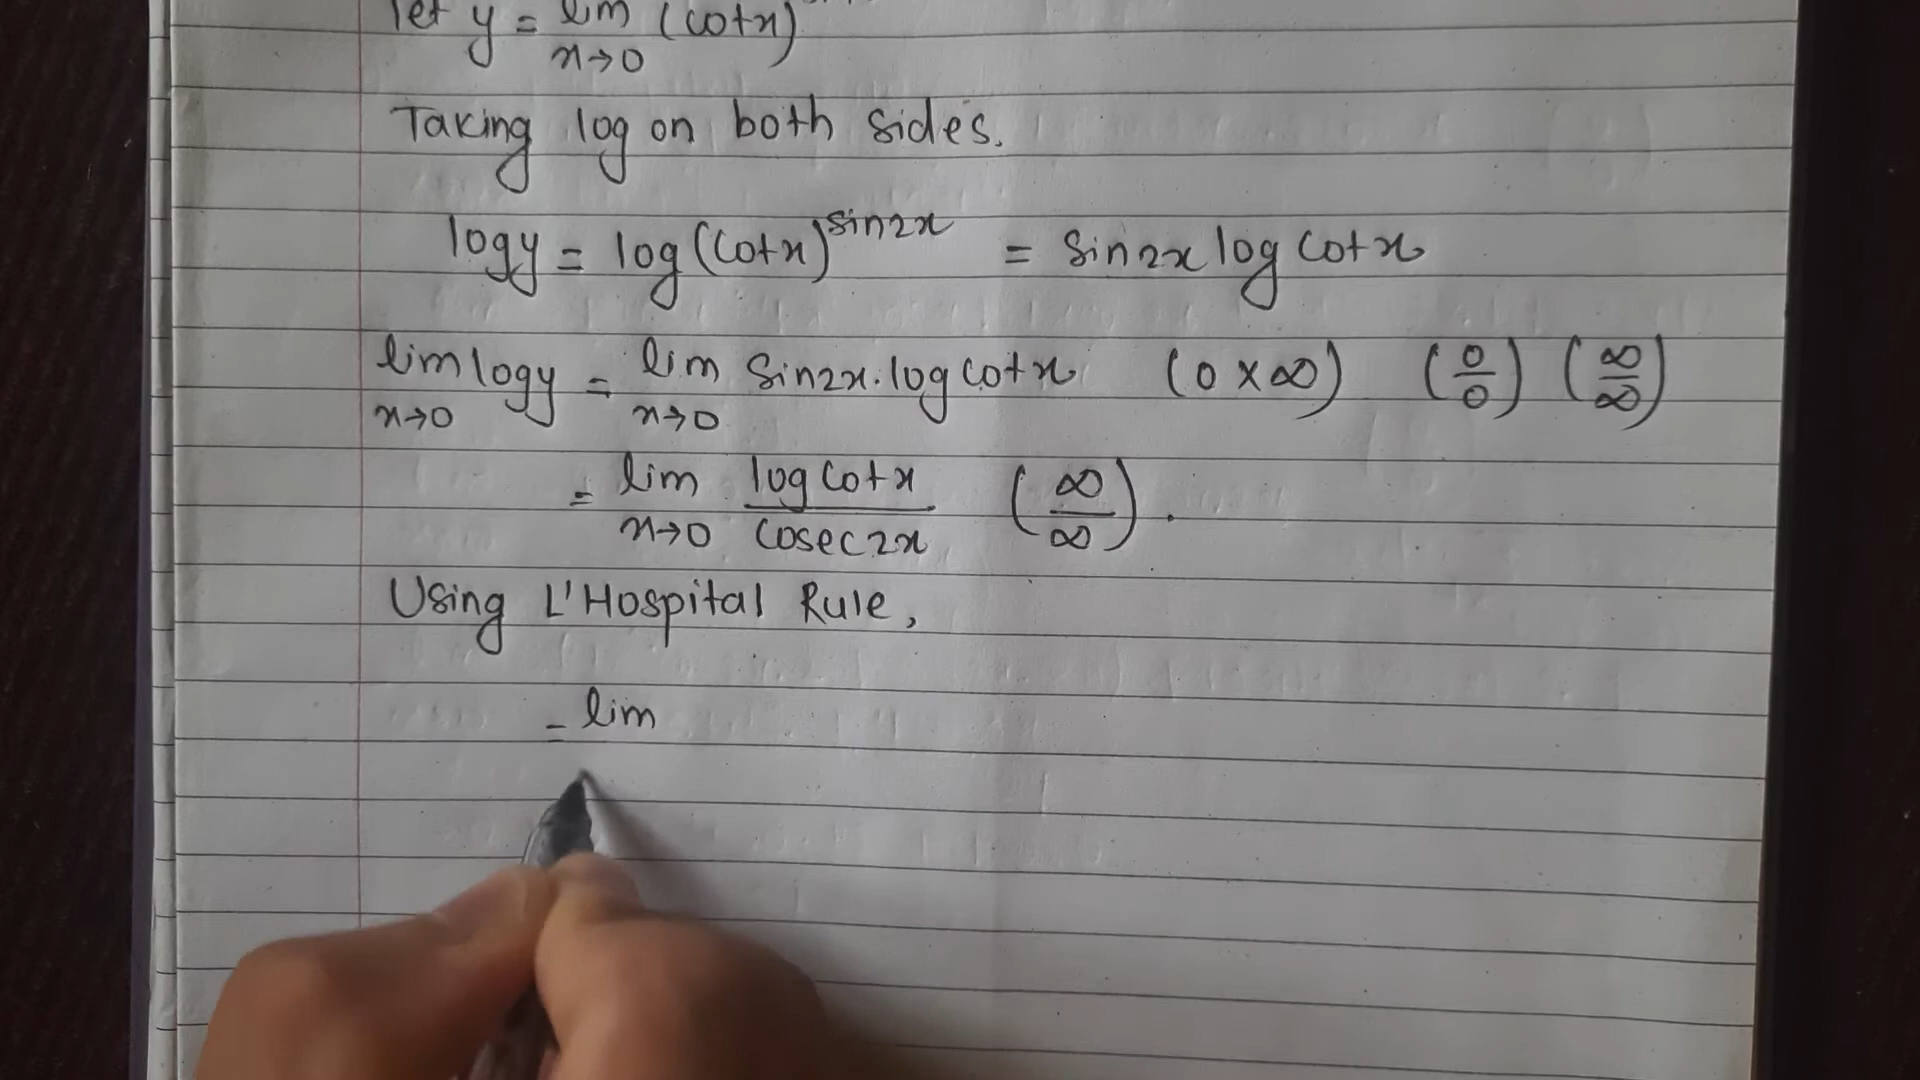 let y = lim (cotx)
x→0
Taking log on both sides.
logy = log(cotx)^sin2x = sin2x log cotx
lim logy = lim sin2x.log cotx (0 × ∞) (0/0) (∞/∞)
x→0 x→0
= lim log cotx / cosec2x (∞/∞).
x→0
Using L'Hospital Rule,
= lim